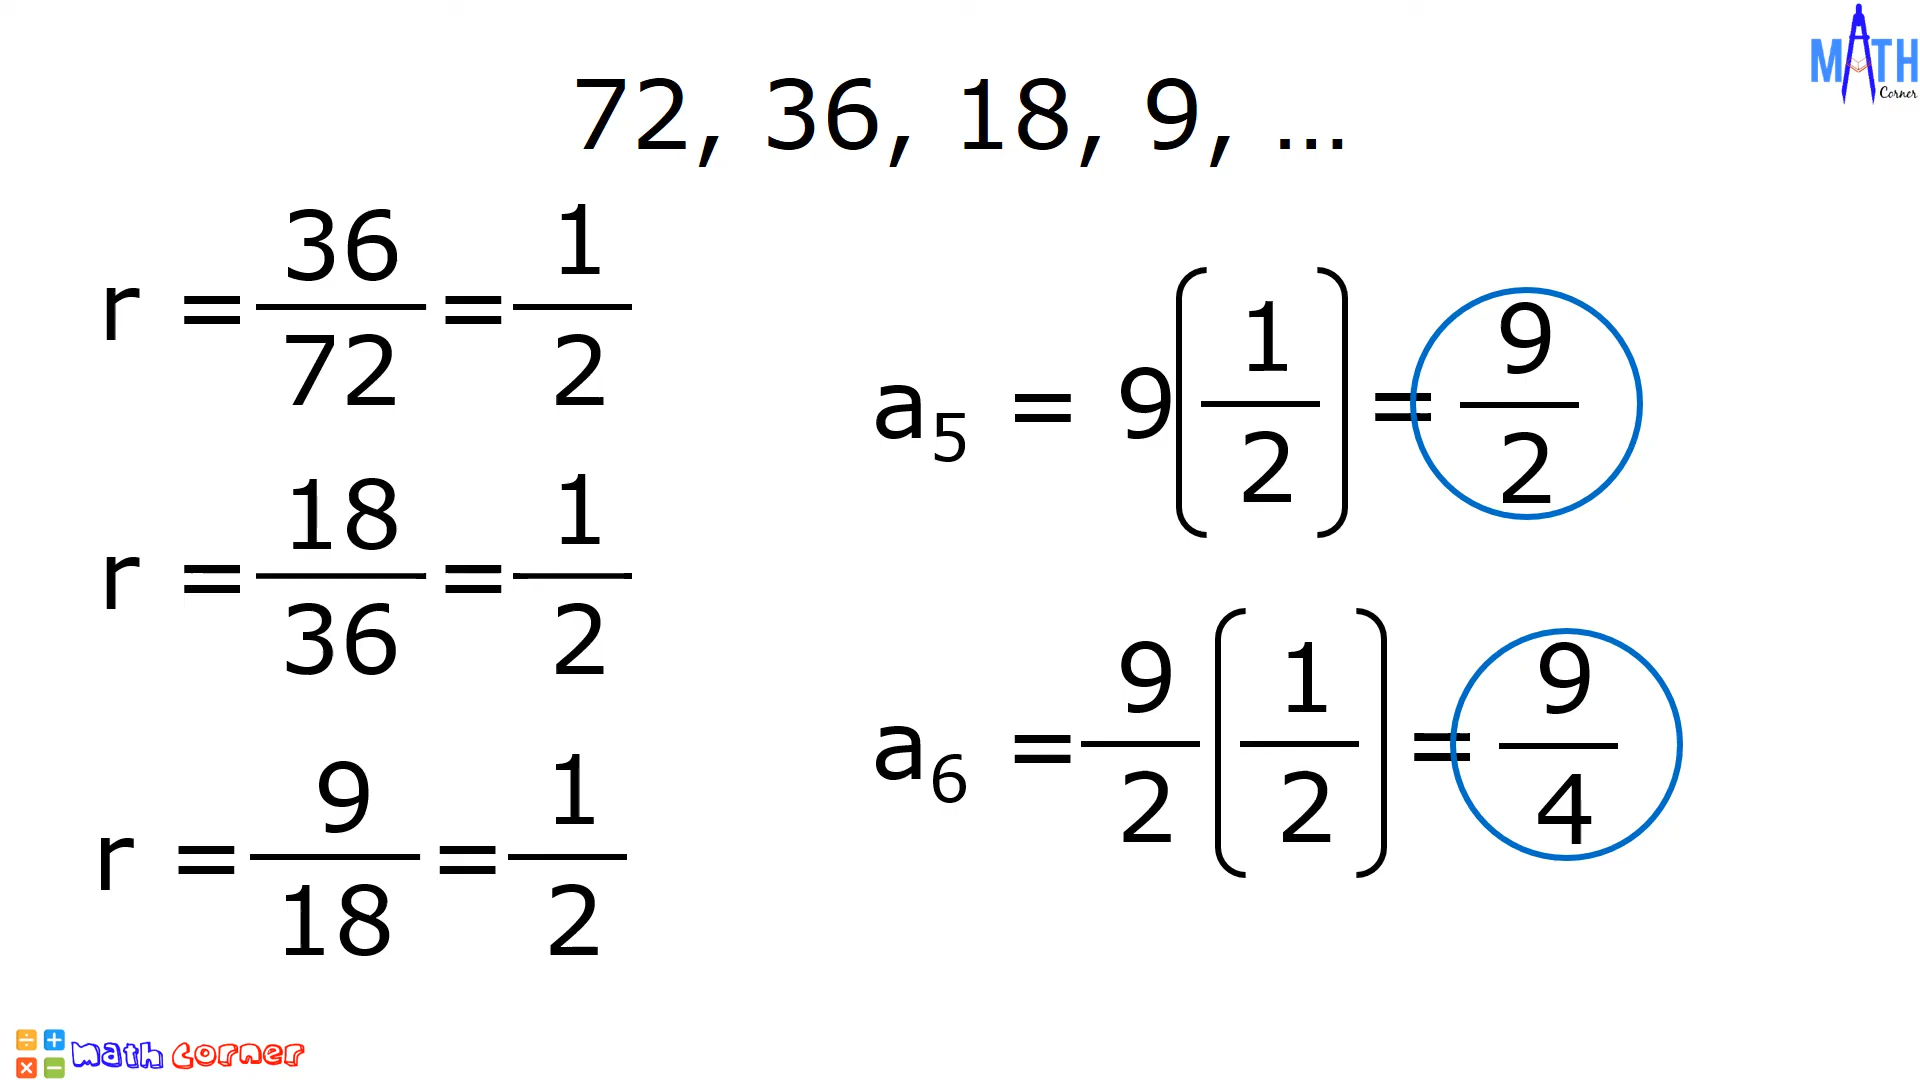 MATH
Corner
72, 36, 18, 9, ...
r = 36/72 = 1/2
r = 18/36 = 1/2
r = 9/18 = 1/2
a₅ = 9(1/2) = 9/2
a₆ = 9/2(1/2) = 9/4
math corner